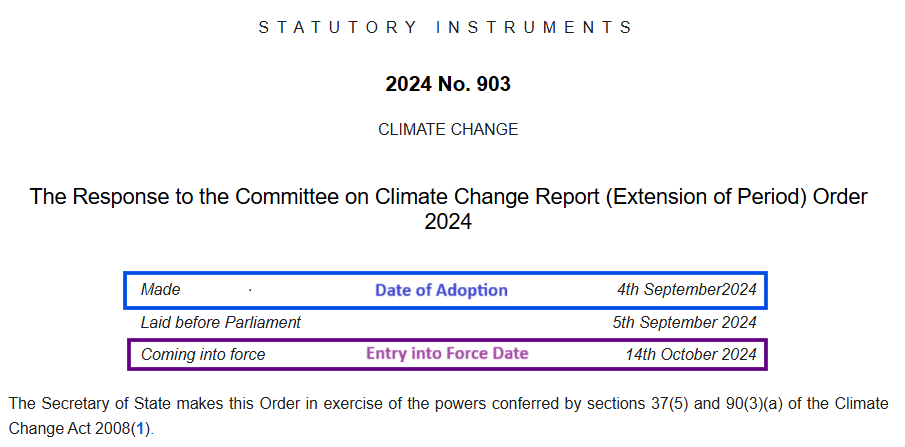 STATUTORY INSTRUMENTS
2024 No. 903
CLIMATE CHANGE
The Response to the Committee on Climate Change Report (Extension of Period) Order
2024
Made . Date of Adoption 4th September2024
Laid before Parliament 5th September 2024
Coming into force Entry into Force Date 14th October 2024
The Secretary of State makes this Order in exercise of the powers conferred by sections 37(5) and 90(3)(a) of the Climate
Change Act 2008(1).